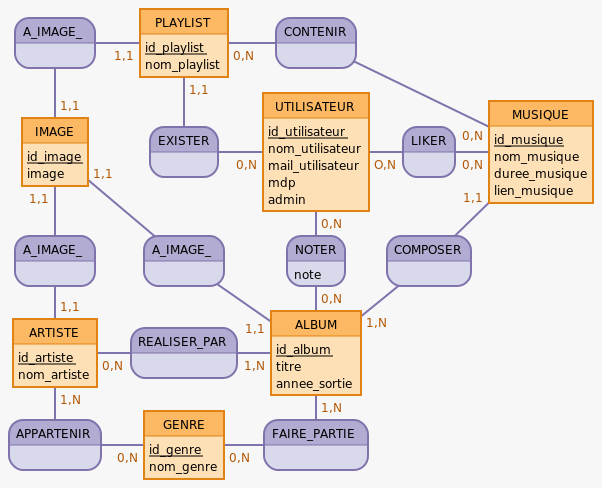 A_IMAGE_
PLAYLIST
id_playlist
nom_playlist
CONTENIR
1,1
0,N
1,1
1,1
IMAGE
id_image
image
1,1
1,1
EXISTER
0,N
UTILISATEUR
id_utilisateur
nom_utilisateur
mail_utilisateur
mdp
admin
O,N
LIKER
0,N
0,N
MUSIQUE
id_musique
nom_musique
duree_musique
lien_musique
1,1
0,N
A_IMAGE_
A_IMAGE_
NOTER
note
COMPOSER
1,1
1,1
0,N
1,N
ARTISTE
id_artiste
nom_artiste
0,N
REALISER_PAR
1,N
ALBUM
id_album
titre
annee_sortie
1,N
1,N
APPARTENIR
0,N
GENRE
id_genre
nom_genre
0,N
FAIRE_PARTIE